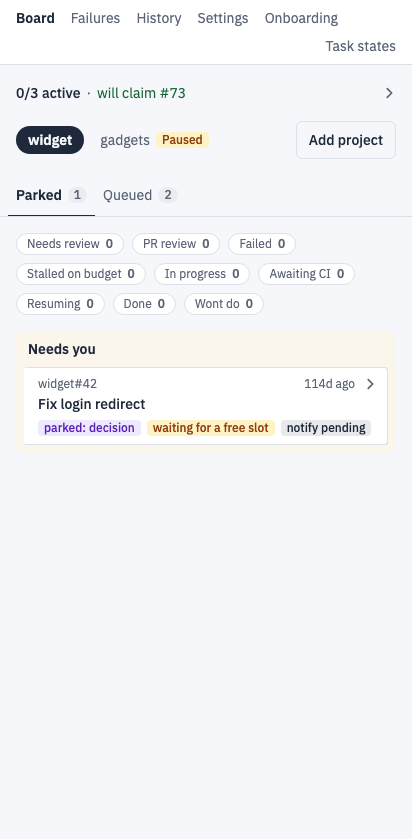 Board Failures History Settings Onboarding
Task states
0/3 active · will claim #73
widget gadgets Paused Add project
Parked 1 Queued 2
Needs review 0 PR review 0 Failed 0
Stalled on budget 0 In progress 0 Awaiting CI 0
Resuming 0 Done 0 Wont do 0
Needs you
widget#42 114d ago
Fix login redirect
parked: decision waiting for a free slot notify pending